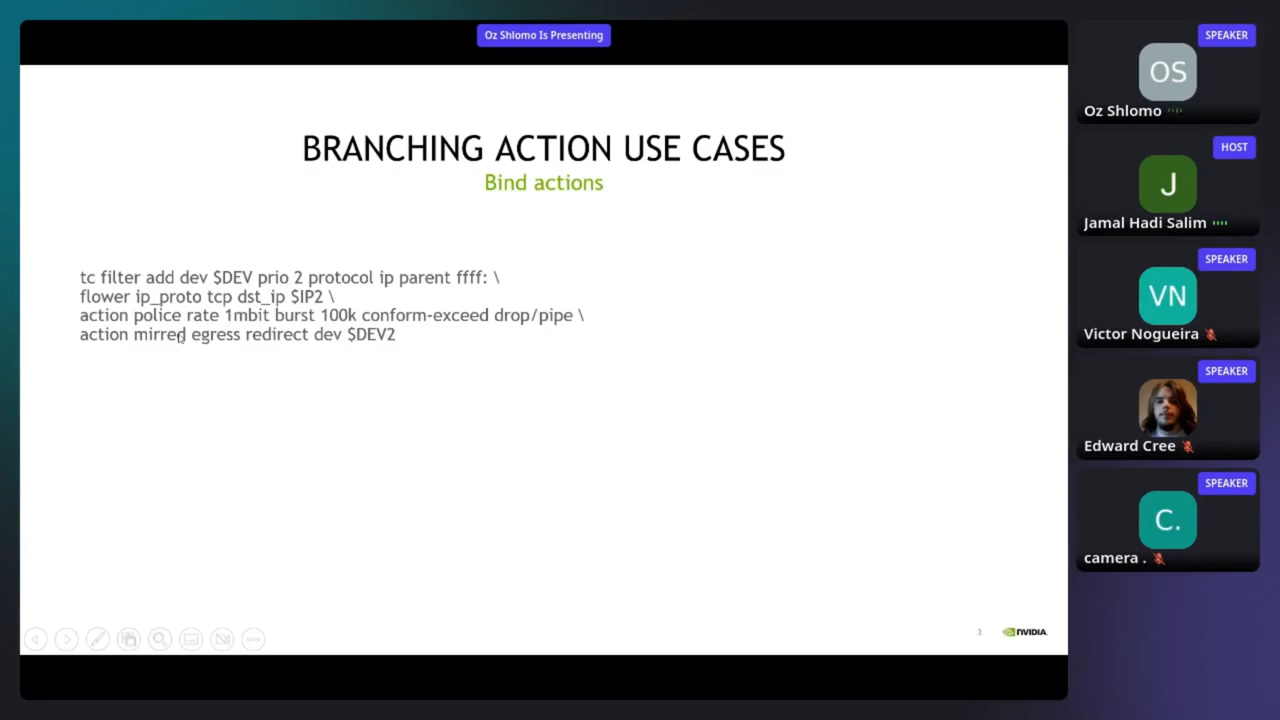 Oz Shlomo Is Presenting
BRANCHING ACTION USE CASES
Bind actions
tc filter add dev $DEV prio 2 protocol ip parent ffff: \
flower ip_proto tcp dst_ip $IP2 \
action police rate 1mbit burst 100k conform-exceed drop/pipe \
action mirred egress redirect dev $DEV2
3
NVIDIA.
SPEAKER
OS
Oz Shlomo
HOST
J
Jamal Hadi Salim
SPEAKER
VN
Victor Nogueira
SPEAKER
Edward Cree
SPEAKER
C.
camera .